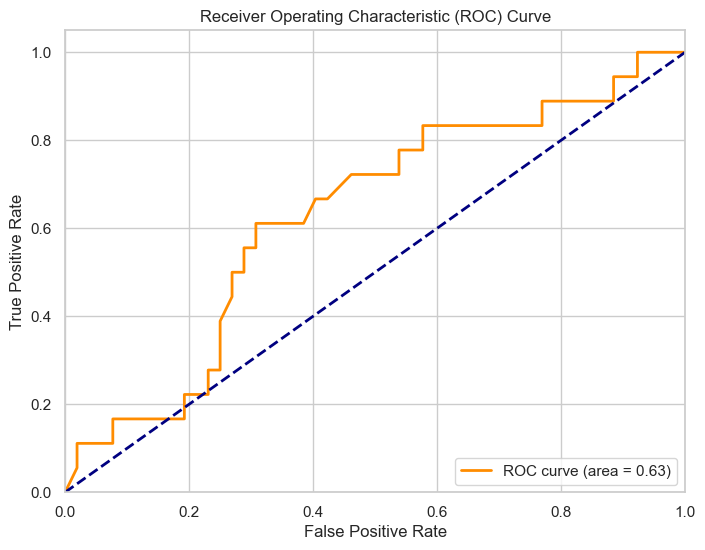 Receiver Operating Characteristic (ROC) Curve
1.0
0.8
0.6
0.4
0.2
0.0
True Positive Rate
ROC curve (area = 0.63)
0.0 0.2 0.4 0.6 0.8 1.0
False Positive Rate